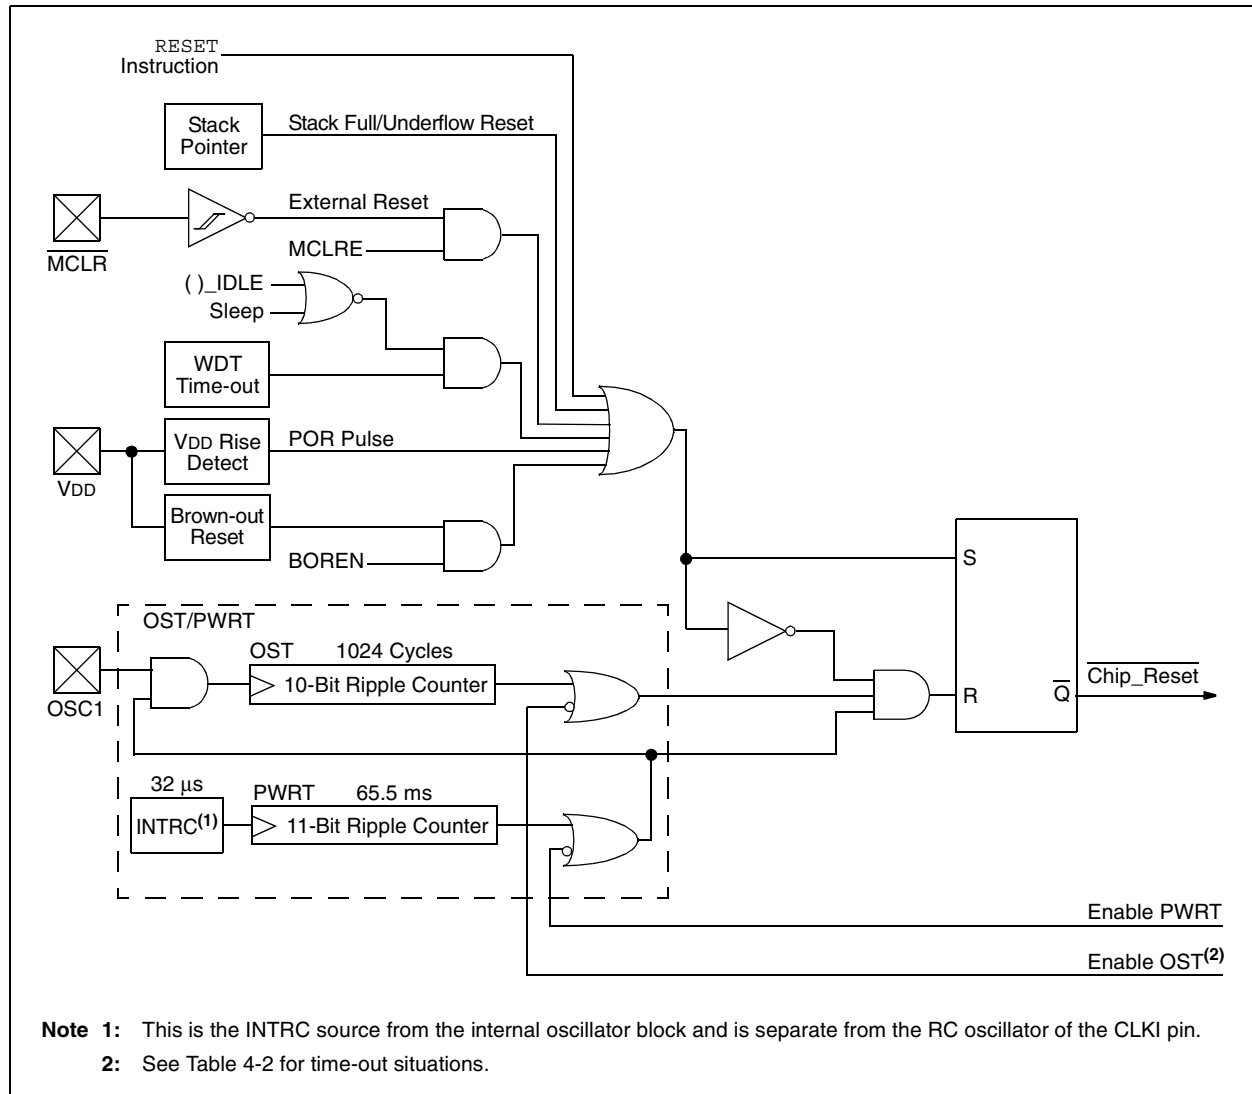 RESET
Instruction
Stack
Pointer
Stack Full/Underflow Reset
External Reset
MCLR
MCLRE
( )_IDLE
Sleep
WDT
Time-out
VDD Rise
Detect
POR Pulse
VDD
Brown-out
Reset
BOREN
S
OST/PWRT
OST 1024 Cycles
10-Bit Ripple Counter
OSC1
R
Q
Chip_Reset
32 µs
INTRC(1)
PWRT 65.5 ms
11-Bit Ripple Counter
Enable PWRT
Enable OST(2)
Note 1: This is the INTRC source from the internal oscillator block and is separate from the RC oscillator of the CLKI pin.
2: See Table 4-2 for time-out situations.